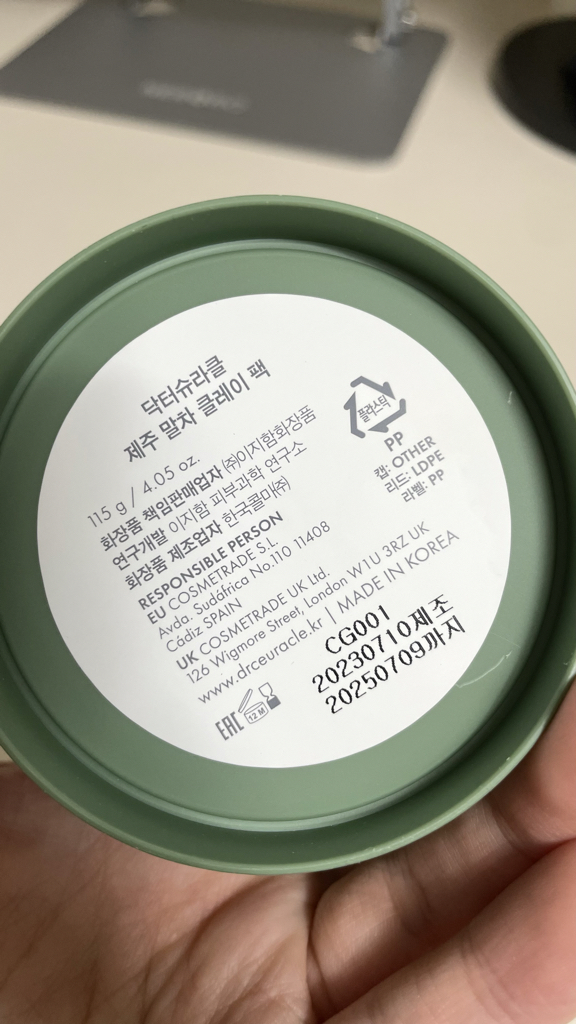 닥터슈라클
제주 말차 클레이 팩
115 g / 4.05 oz.
화장품 책임판매업자 ㈜이지함화장품
연구개발 이지함 피부과학 연구소
화장품 제조업자 한국콜마㈜
RESPONSIBLE PERSON
EU COSMETRADE S.L.
Avda. Sudáfrica No.110 11408
Cádiz SPAIN
UK COSMETRADE UK Ltd.
126 Wigmore Street, London W1U 3RZ UK
www.drceuracle.kr | MADE IN KOREA
EAC
12 M
CG001
20230710제조
20250709까지
플라스틱
PP
캡: OTHER
리드: LDPE
라벨: PP